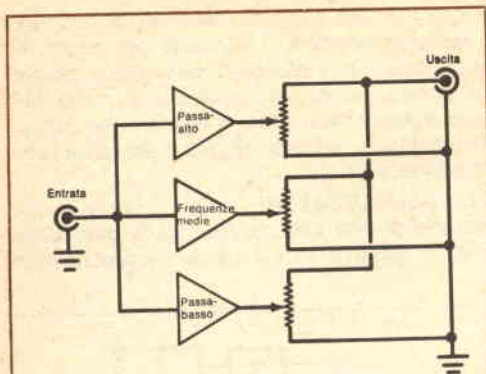 Uscita
Passa-
alto
Entrata
Frequenze
medie
Passa-
basso